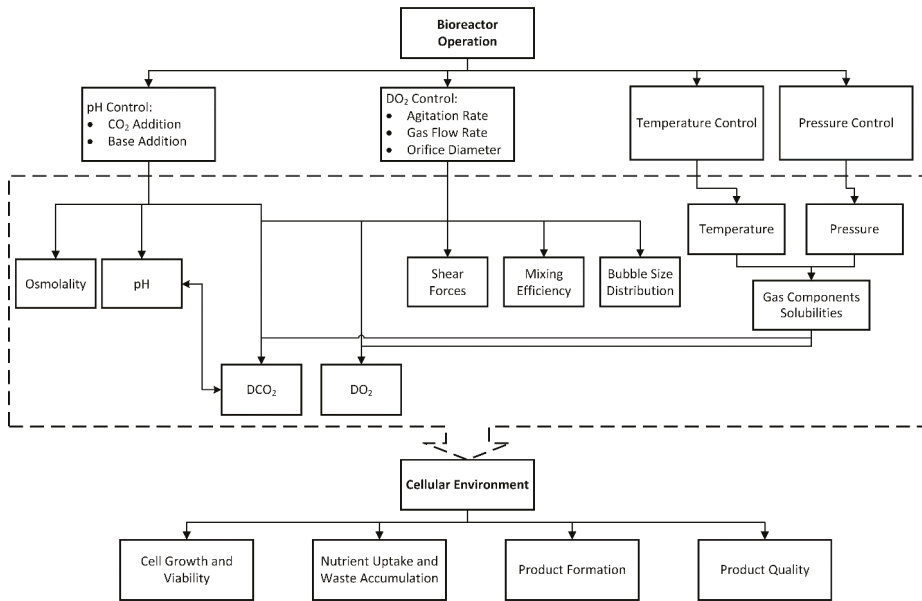 Bioreactor
Operation
pH Control:
• CO₂ Addition
• Base Addition
DO₂ Control:
• Agitation Rate
• Gas Flow Rate
• Orifice Diameter
Temperature Control
Pressure Control
Temperature
Pressure
Osmolality
pH
Shear
Forces
Mixing
Efficiency
Bubble Size
Distribution
Gas Components
Solubilities
DCO₂
DO₂
Cellular Environment
Cell Growth and
Viability
Nutrient Uptake and
Waste Accumulation
Product Formation
Product Quality